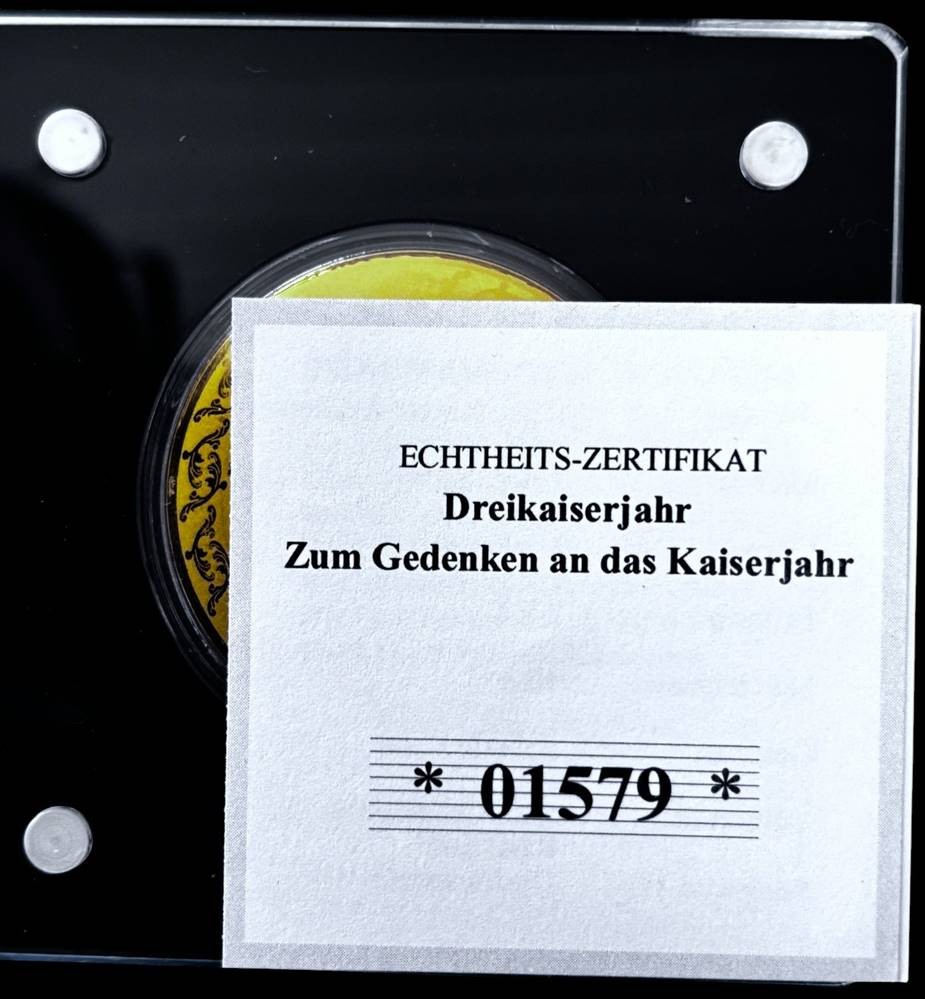 ECHTHEITS-ZERTIFIKAT
Dreikaiserjahr
Zum Gedenken an das Kaiserjahr
* 01579 *